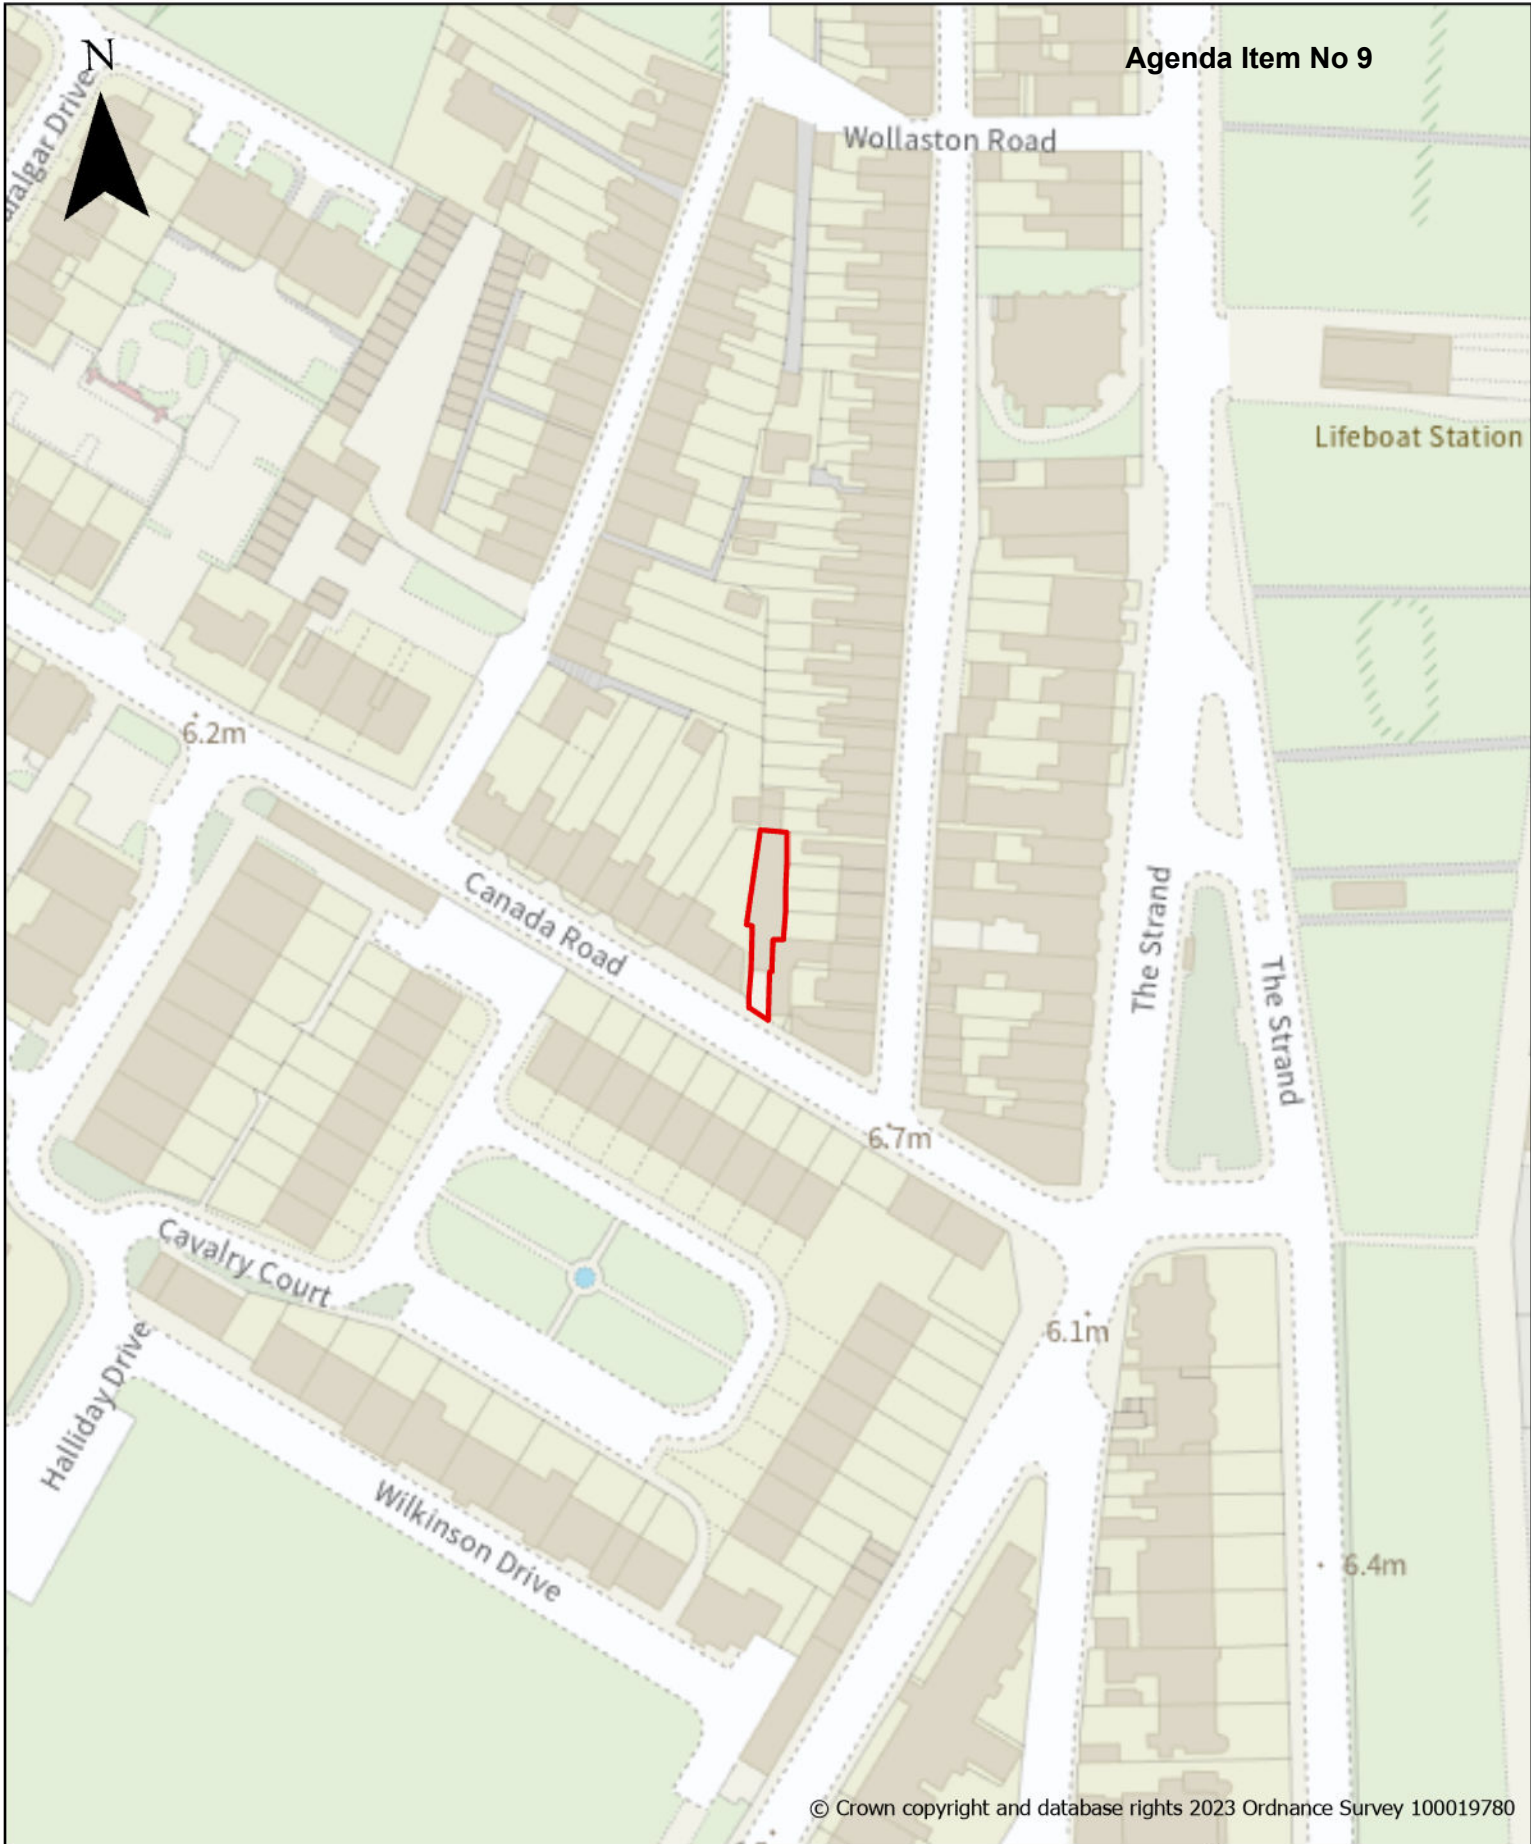 N
Agenda Item No 9
Wollaston Road
Lifeboat Station
6.2m
Canada Road
The Strand
The Strand
6.7m
Cavalry Court
6.1m
Halliday Drive
Wilkinson Drive
6.4m
Drive
© Crown copyright and database rights 2023 Ordnance Survey 100019780